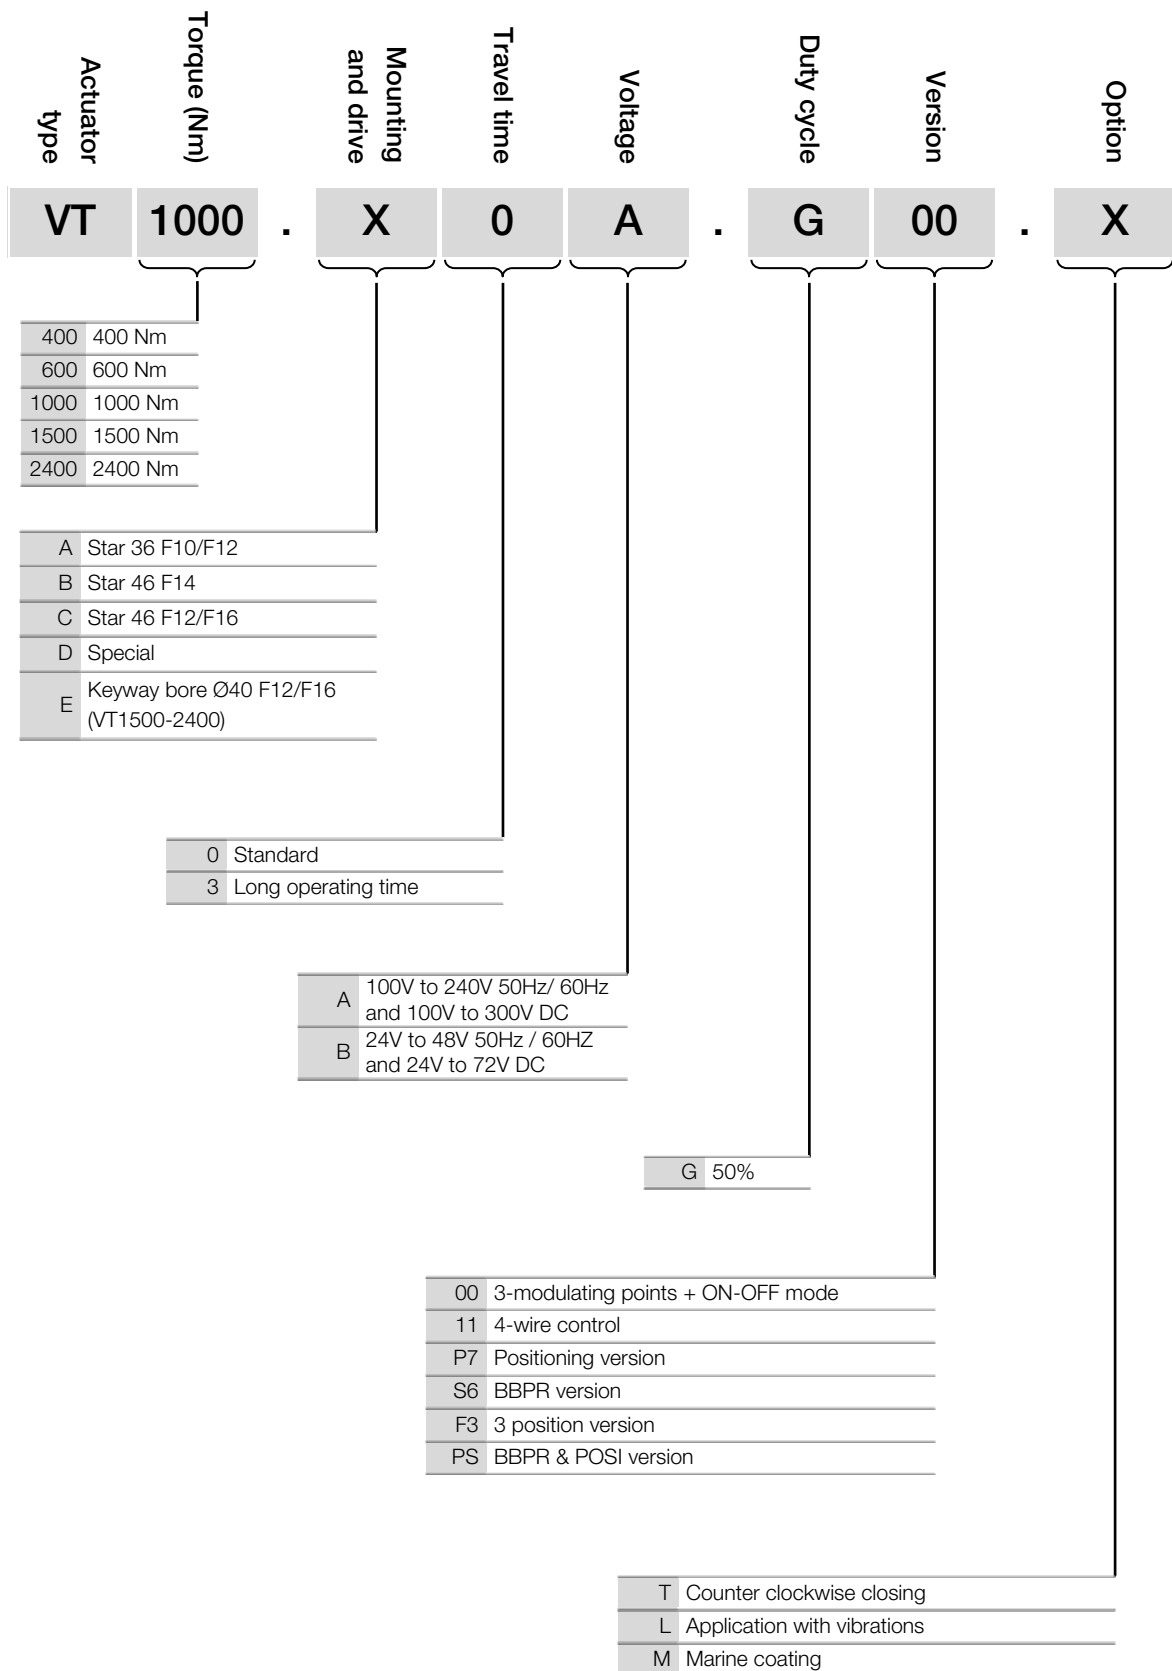 Actuator
type
Torque (Nm)
Mounting
and drive
Travel time
Voltage
Duty cycle
Version
Option
VT 1000 . X 0 A . G 00 . X
400 400 Nm
600 600 Nm
1000 1000 Nm
1500 1500 Nm
2400 2400 Nm
A Star 36 F10/F12
B Star 46 F14
C Star 46 F12/F16
D Special
E Keyway bore Ø40 F12/F16
(VT1500-2400)
0 Standard
3 Long operating time
A 100V to 240V 50Hz/ 60Hz
and 100V to 300V DC
B 24V to 48V 50Hz / 60HZ
and 24V to 72V DC
G 50%
00 3-modulating points + ON-OFF mode
11 4-wire control
P7 Positioning version
S6 BBPR version
F3 3 position version
PS BBPR & POSI version
T Counter clockwise closing
L Application with vibrations
M Marine coating